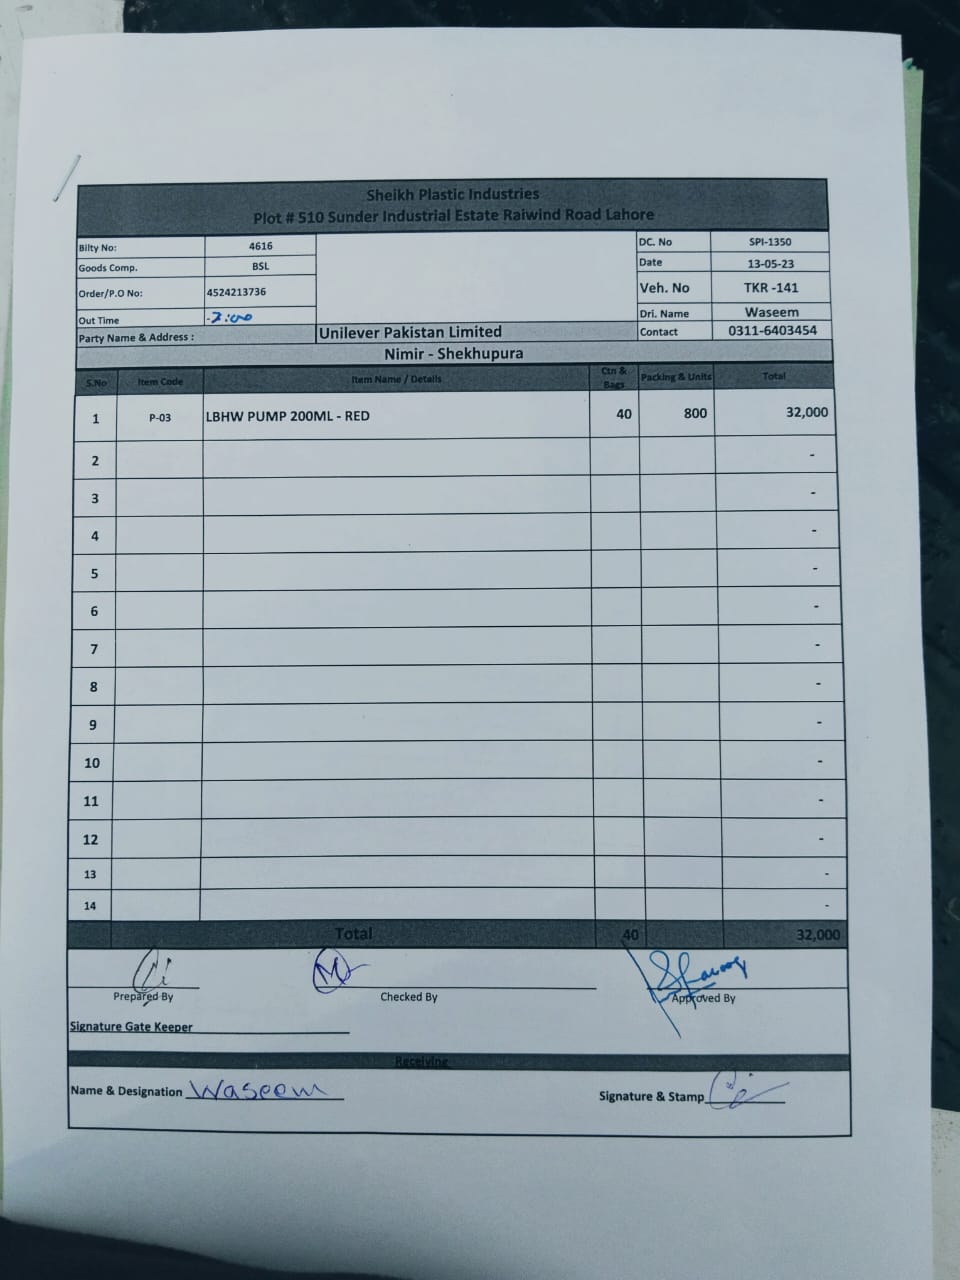 Sheikh Plastic Industries
Plot # 510 Sunder Industrial Estate Raiwind Road Lahore
Bilty No: 4616 DC. No SPI-1350
Goods Comp. BSL Date 13-05-23
Order/P.O No: 4524213736 Veh. No TKR -141
Out Time Dri. Name Waseem
Party Name & Address : Unilever Pakistan Limited Contact 0311-6403454
Nimir - Shekhupura
S.No Item Code Item Name / Details Ctn & Bags Packing & Units Total
1 P-03 LBHW PUMP 200ML - RED 40 800 32,000
2 -
3 -
4 -
5 -
6 -
7 -
8 -
9 -
10 -
11 -
12 -
13 -
14 -
Total 40 32,000
Prepared By Checked By Approved By
Signature Gate Keeper
Receiving
Name & Designation Waseem Signature & Stamp